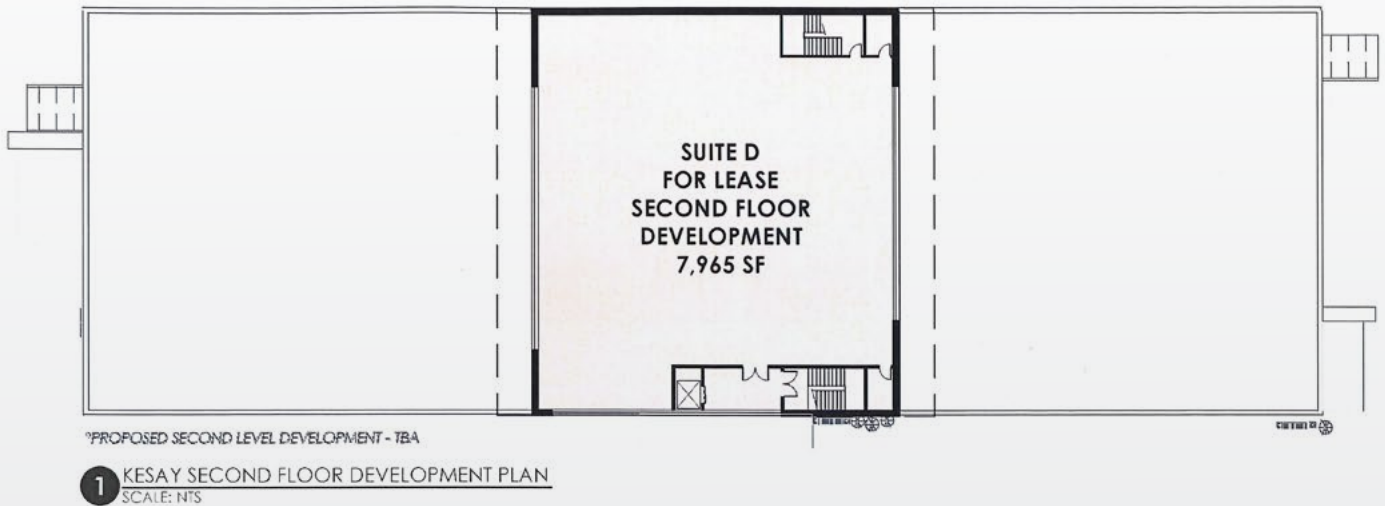 SUITE D
FOR LEASE
SECOND FLOOR
DEVELOPMENT
7,965 SF
*PROPOSED SECOND LEVEL DEVELOPMENT - TBA
1 KESAY SECOND FLOOR DEVELOPMENT PLAN
SCALE: NTS